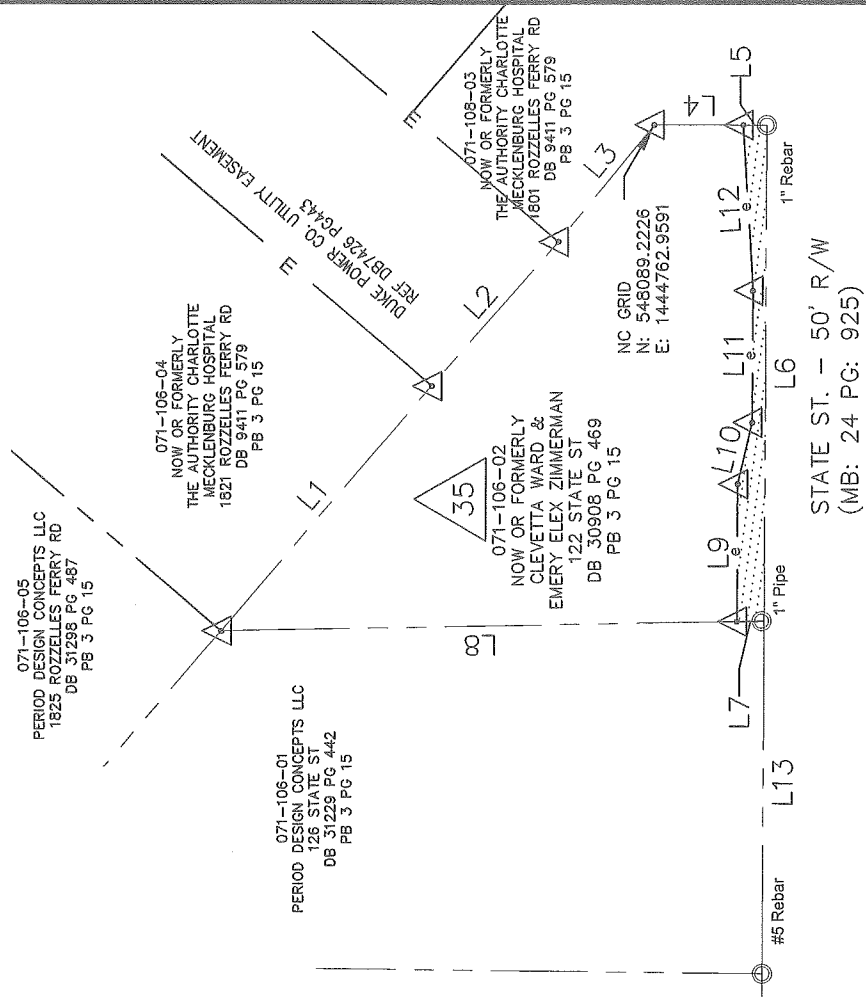 071-106-05
PERIOD DESIGN CONCEPTS LLC
1825 ROZZELLES FERRY RD
DB 31298 PG 487
PB 3 PG 15
071-106-04
NOW OR FORMERLY
THE AUTHORITY CHARLOTTE
MECKLENBURG HOSPITAL
1821 ROZZELLES FERRY RD
DB 9411 PG 579
PB 3 PG 15
E
E
DUKE POWER CO. UTILITY EASEMENT
REF DB7426 PG443
071-108-03
NOW OR FORMERLY
THE AUTHORITY CHARLOTTE
MECKLENBURG HOSPITAL
1801 ROZZELLES FERRY RD
DB 9411 PG 579
PB 3 PG 15
L1
L2
L3
L4
L5
NC GRID
N: 548089.2226
E: 1444762.9591
35
071-106-02
NOW OR FORMERLY
CLEVETTA WARD &
EMERY ELEX ZIMMERMAN
122 STATE ST
DB 30908 PG 469
PB 3 PG 15
071-106-01
PERIOD DESIGN CONCEPTS LLC
126 STATE ST
DB 31229 PG 442
PB 3 PG 15
L8
L9
e
L10
L11
e
L12
e
L7
1" Pipe
1" Rebar
L6
L13
#5 Rebar
STATE ST. - 50' R/W
(MB: 24 PG: 925)